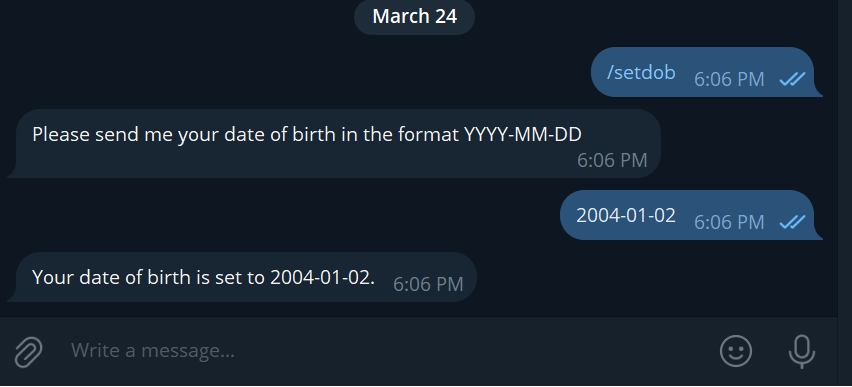 March 24
/setdob 6:06 PM
Please send me your date of birth in the format YYYY-MM-DD
6:06 PM
2004-01-02 6:06 PM
Your date of birth is set to 2004-01-02. 6:06 PM
Write a message...